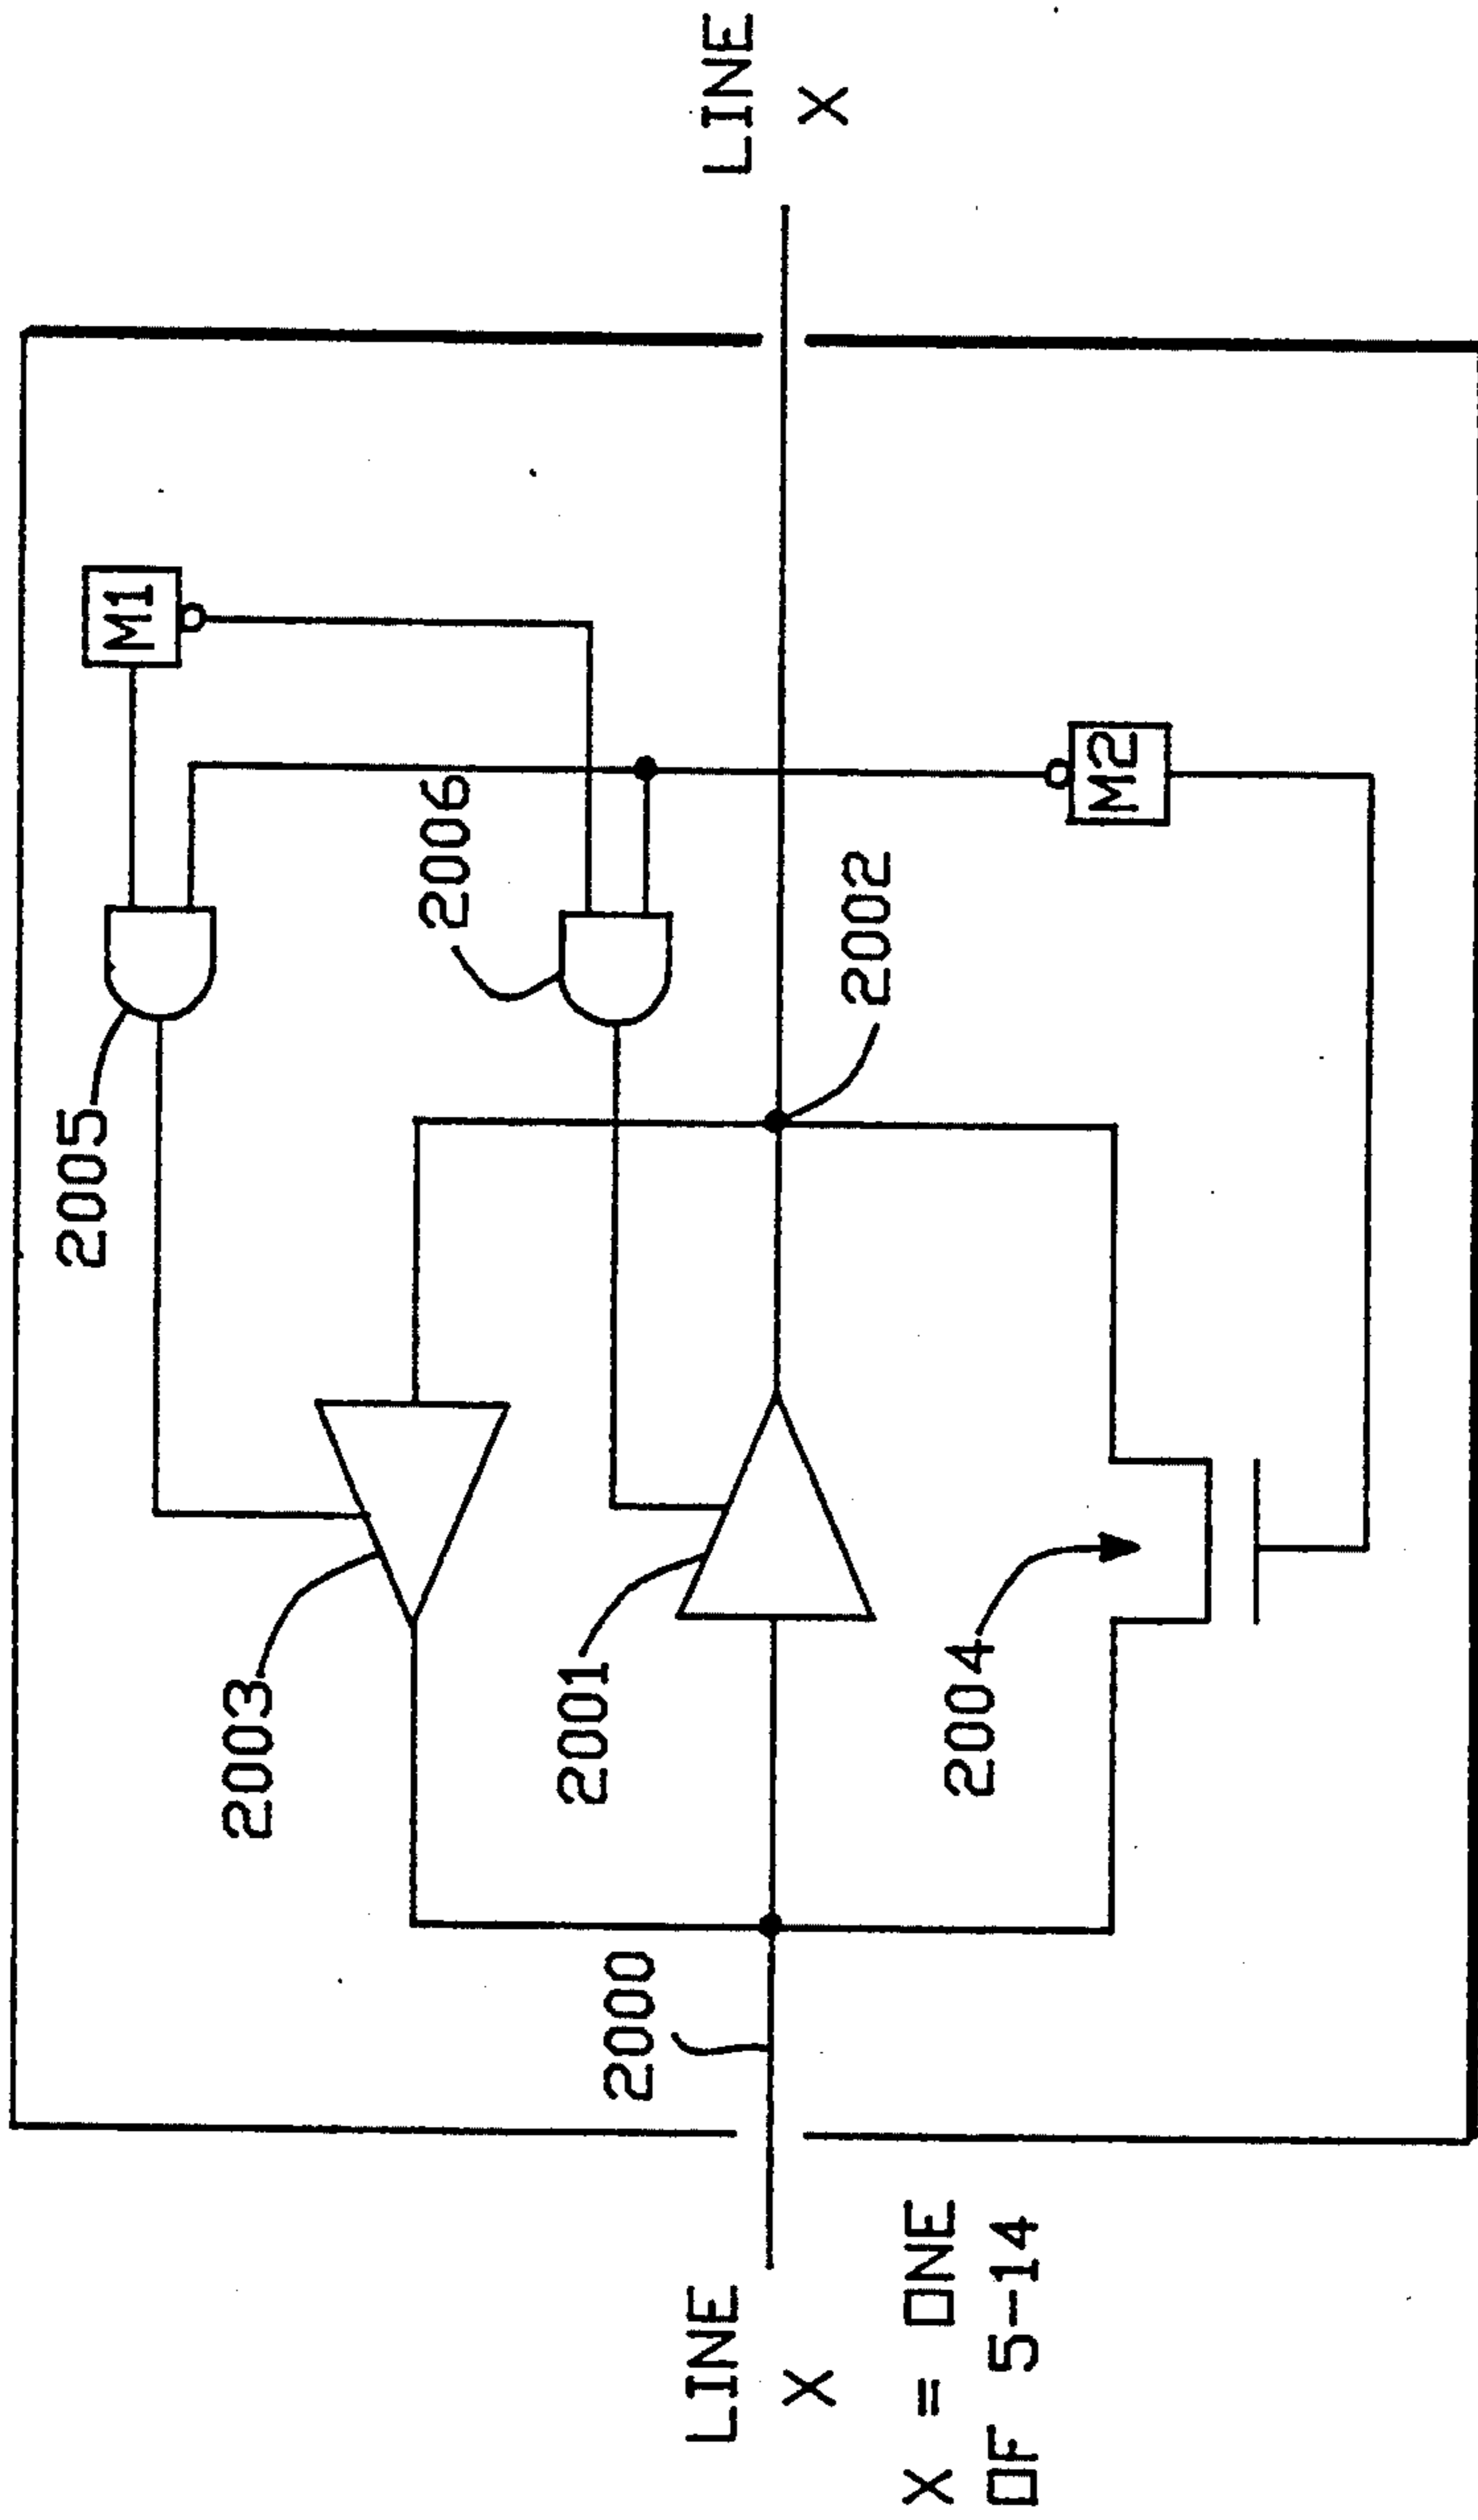 2005
M1
2003
2006
2001
2000
LINE
X
LINE
X
2002
M2
2004
X = ONE
OF 5-14